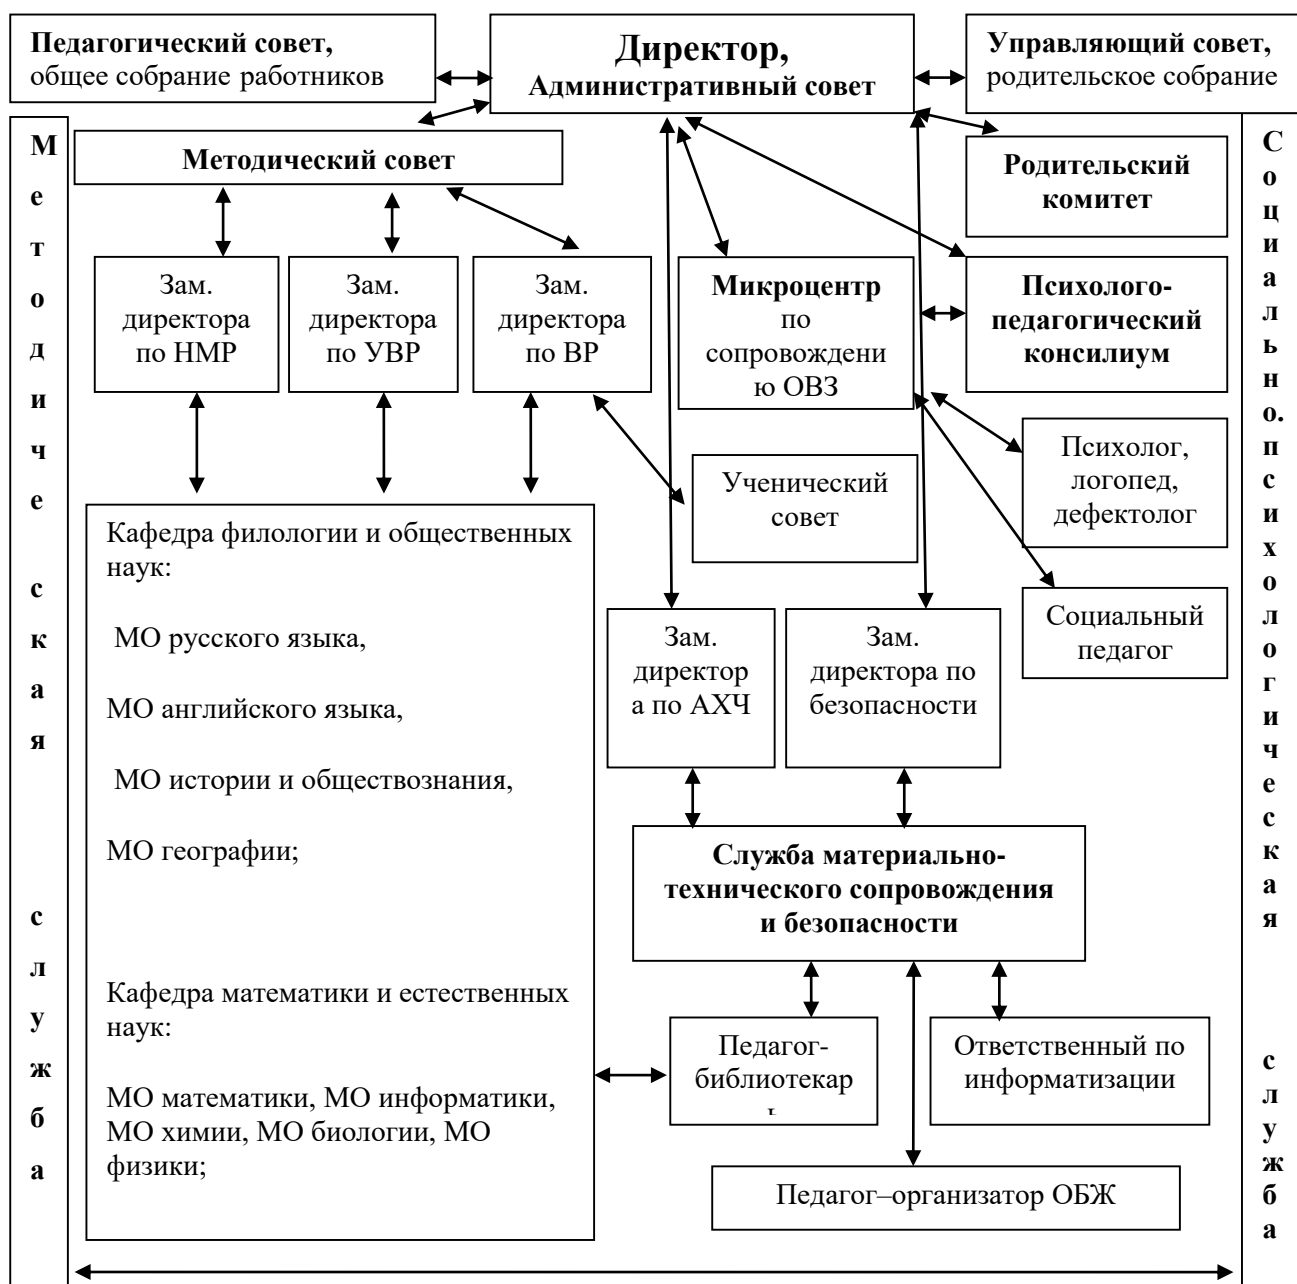 Педагогический совет,
общее собрание работников
Директор,
Административный совет
Управляющий совет,
родительское собрание
Методическая служба
Методический совет
Родительский
комитет
Зам.
директора
по НМР
Зам.
директора
по УВР
Зам.
директора
по ВР
Микроцентр
по
сопровождени
ю ОВЗ
Психолого-
педагогический
консилиум
Ученический
совет
Психолог,
логопед,
дефектолог
Социальный
педагог
Кафедра филологии и общественных
наук:
МО русского языка,
МО английского языка,
МО истории и обществознания,
МО географии;
Кафедра математики и естественных
наук:
МО математики, МО информатики,
МО химии, МО биологии, МО
физики;
Зам.
директор
а по АХЧ
Зам.
директора по
безопасности
Служба материально-
технического сопровождения
и безопасности
Педагог-
библиотекар
ь
Ответственный по
информатизации
Педагог–организатор ОБЖ
Социально.психологическая служба